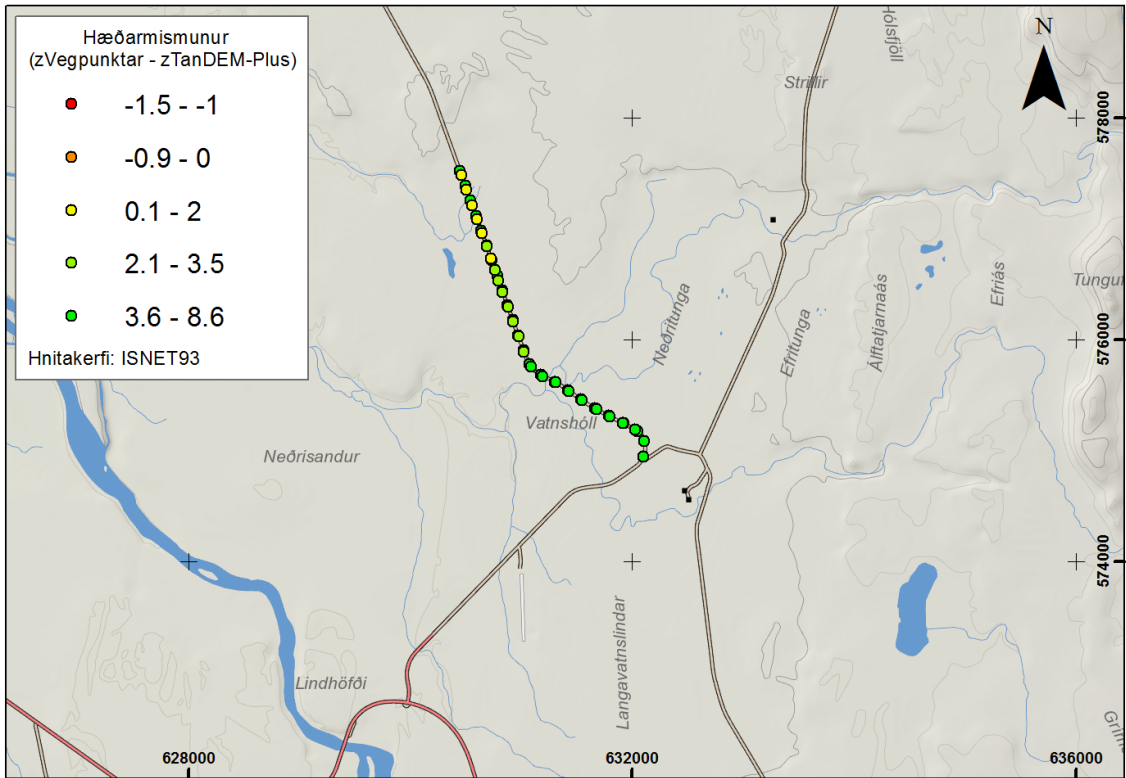 Hæðarmismunur
(zVegpunktar - zTanDEM-Plus)
-1.5 - -1
-0.9 - 0
0.1 - 2
2.1 - 3.5
3.6 - 8.6
Hnitakerfi: ISNET93
N
Hólsfjöll
Strillir
578000
Neðritunga
Efritunga
Álftatjarnaás
Efriás
576000
Vatnshóll
Neðrisandur
574000
Langavatnslindar
Lindhöfði
628000
632000
636000